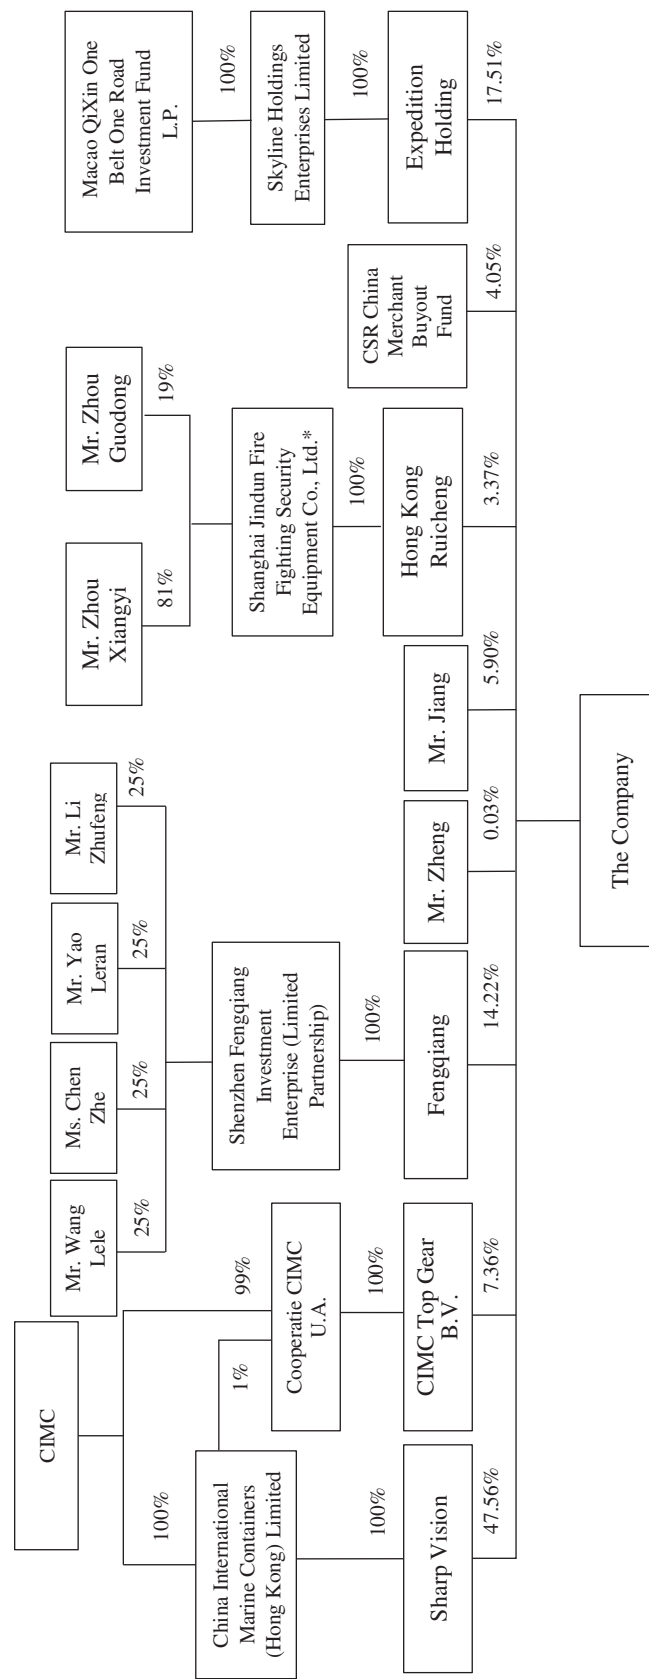 CIMC
Mr. Wang
Lele
Ms. Chen
Zhe
Mr. Yao
Leran
Mr. Li
Zhufeng
Mr. Zhou
Xiangyi
Mr. Zhou
Guodong
Macao QiXin One
Belt One Road
Investment Fund
L.P.
100%
99%
25%
25%
25%
25%
81%
19%
100%
China International
Marine Containers
(Hong Kong) Limited
1%
Cooperatie CIMC
U.A.
Shenzhen Fengqiang
Investment
Enterprise (Limited
Partnership)
Shanghai Jindun Fire
Fighting Security
Equipment Co., Ltd.*
Skyline Holdings
Enterprises Limited
100%
100%
100%
100%
100%
Sharp Vision
CIMC Top Gear
B.V.
Fengqiang
Mr. Zheng
Mr. Jiang
Hong Kong
Ruicheng
CSR China
Merchant
Buyout
Fund
Expedition
Holding
47.56%
7.36%
14.22%
0.03%
5.90%
3.37%
4.05%
17.51%
The Company